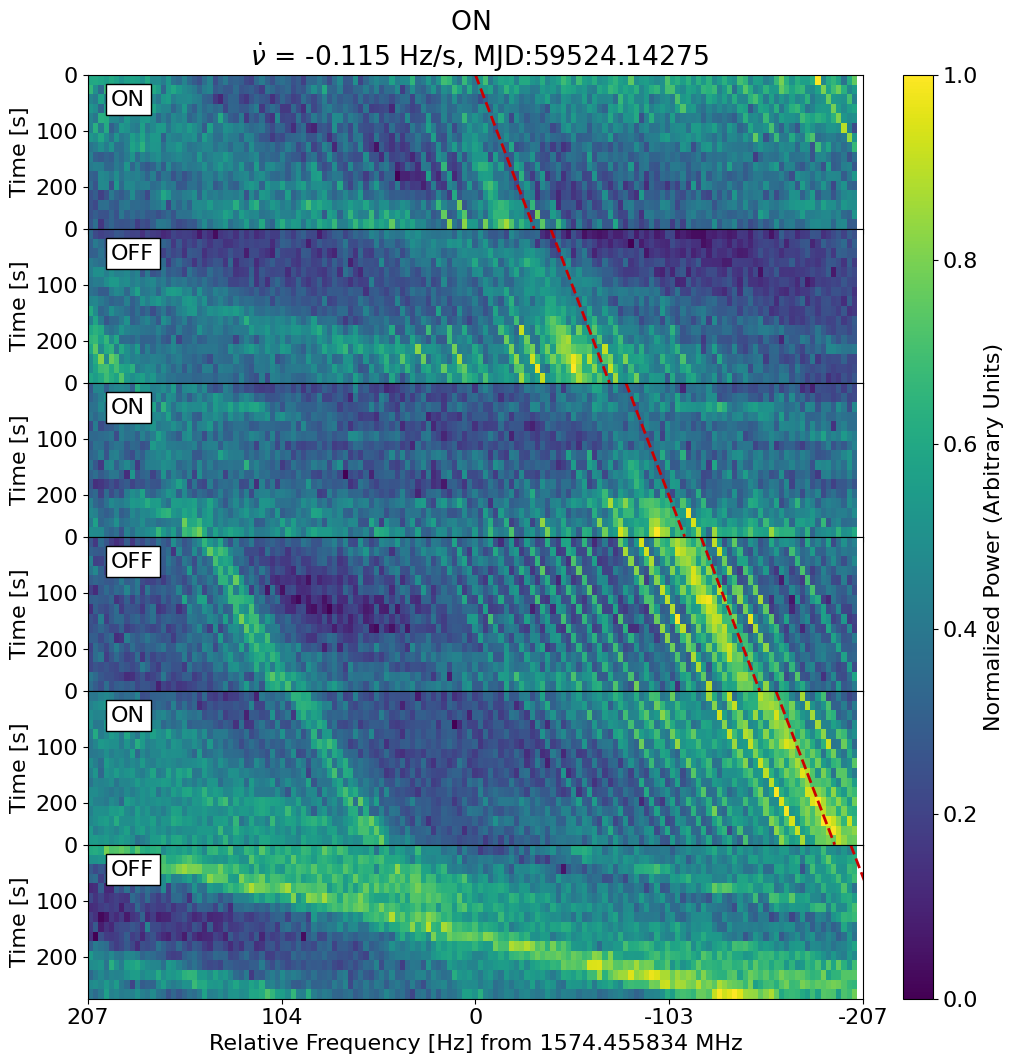 ON
ν̇ = -0.115 Hz/s, MJD:59524.14275
0
ON
100
200
Time [s]
0
OFF
100
200
Time [s]
0
ON
100
200
Time [s]
0
OFF
100
200
Time [s]
0
ON
100
200
Time [s]
0
OFF
100
200
Time [s]
207
104
0
-103
-207
Relative Frequency [Hz] from 1574.455834 MHz
1.0
0.8
0.6
0.4
0.2
0.0
Normalized Power (Arbitrary Units)